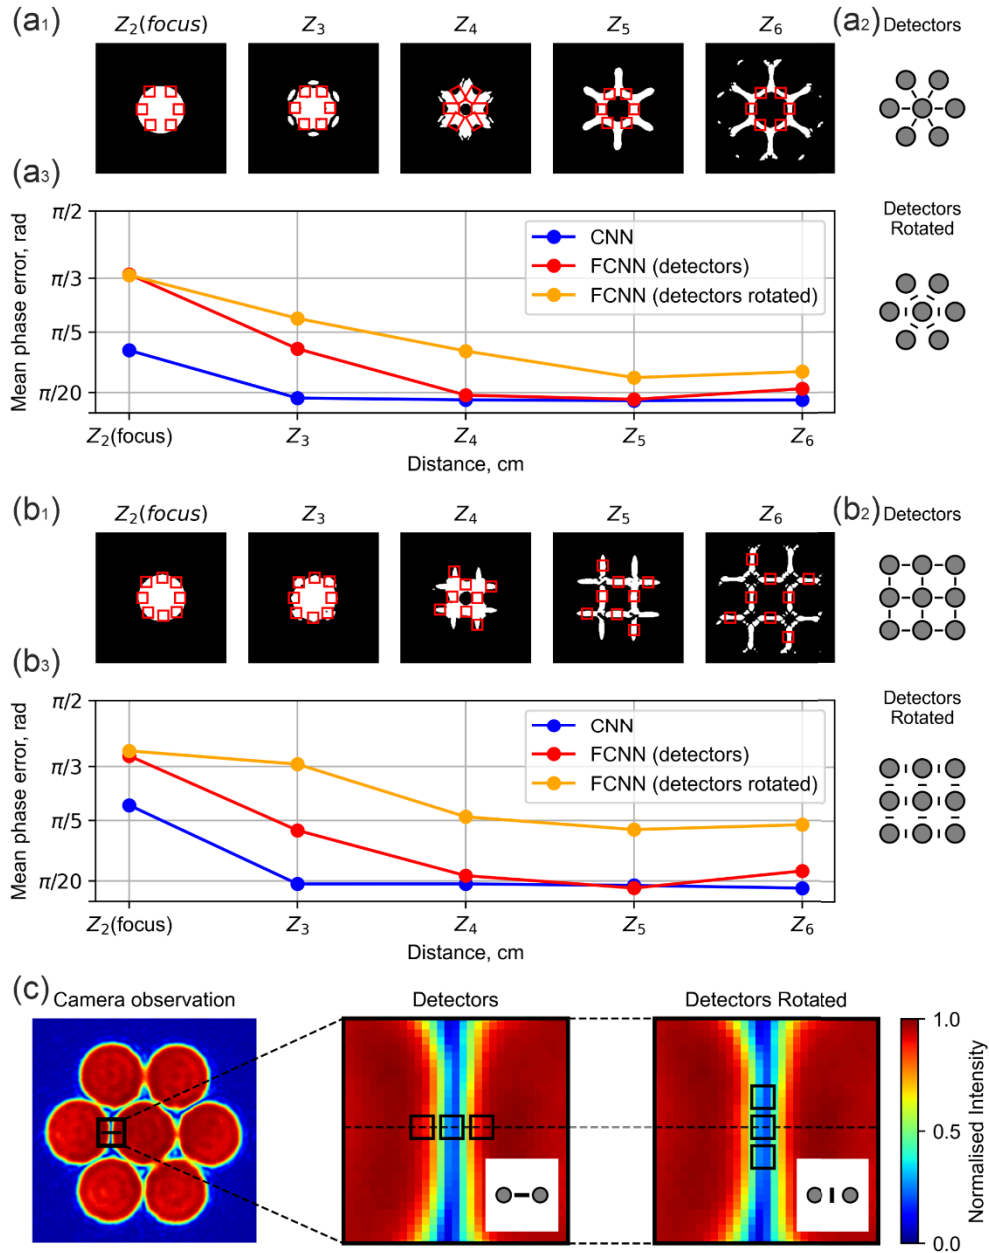 (a₁) Z₂(focus) Z₃ Z₄ Z₅ Z₆ (a₂) Detectors
(a₃)
Detectors
Rotated
Mean phase error, rad
π/2
π/3
π/5
π/20
CNN
FCNN (detectors)
FCNN (detectors rotated)
Z₂(focus) Z₃ Z₄ Z₅ Z₆
Distance, cm
(b₁) Z₂(focus) Z₃ Z₄ Z₅ Z₆ (b₂) Detectors
(b₃)
Detectors
Rotated
Mean phase error, rad
π/2
π/3
π/5
π/20
CNN
FCNN (detectors)
FCNN (detectors rotated)
Z₂(focus) Z₃ Z₄ Z₅ Z₆
Distance, cm
(c) Camera observation Detectors Detectors Rotated
1.0
0.5
0.0
Normalised Intensity